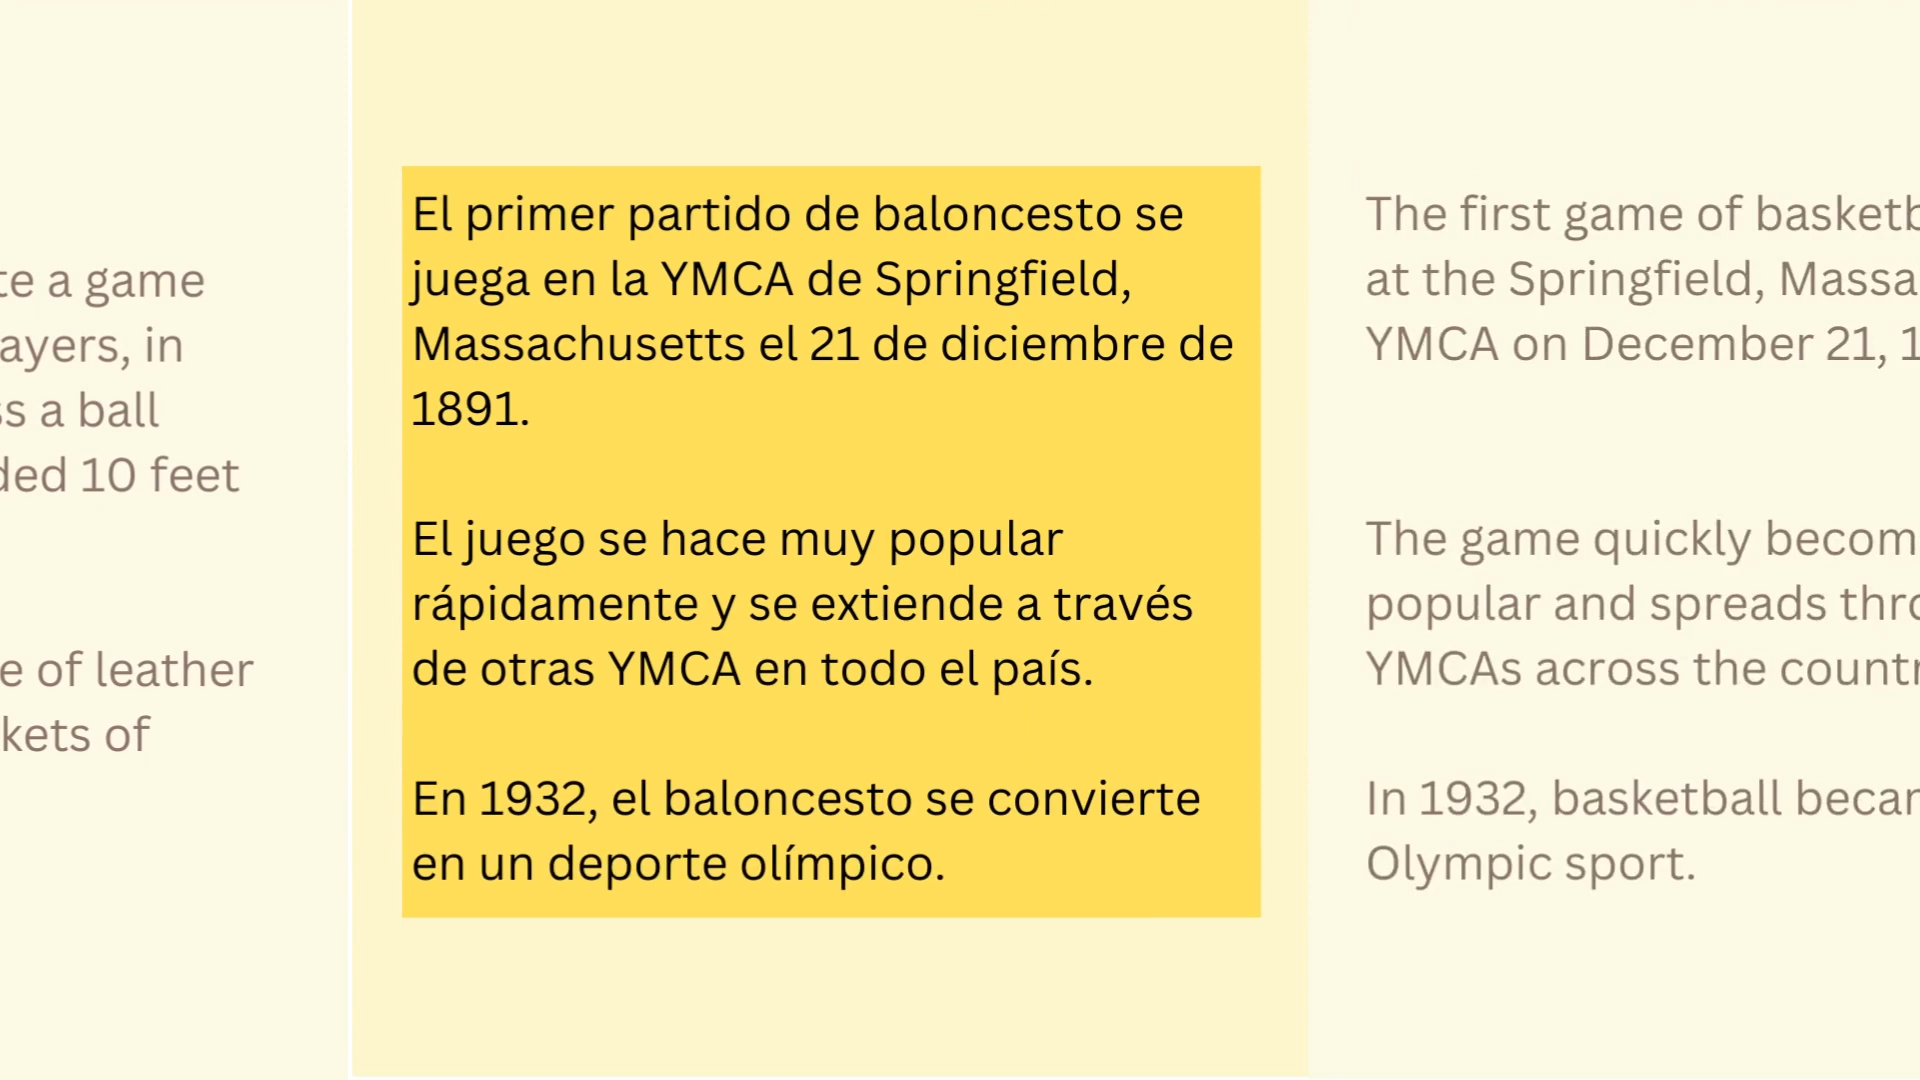 te a game
ayers, in
ss a ball
ded 10 feet
e of leather
kets of
El primer partido de baloncesto se
juega en la YMCA de Springfield,
Massachusetts el 21 de diciembre de
1891.
El juego se hace muy popular
rápidamente y se extiende a través
de otras YMCA en todo el país.
En 1932, el baloncesto se convierte
en un deporte olímpico.
The first game of basketb
at the Springfield, Massa
YMCA on December 21, 1
The game quickly becom
popular and spreads thro
YMCAs across the countr
In 1932, basketball becam
Olympic sport.